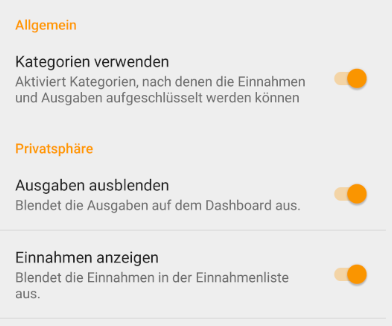 Allgemein
Kategorien verwenden
Aktiviert Kategorien, nach denen die Einnahmen
und Ausgaben aufgeschlüsselt werden können
Privatsphäre
Ausgaben ausblenden
Blendet die Ausgaben auf dem Dashboard aus.
Einnahmen anzeigen
Blendet die Einnahmen in der Einnahmenliste
aus.